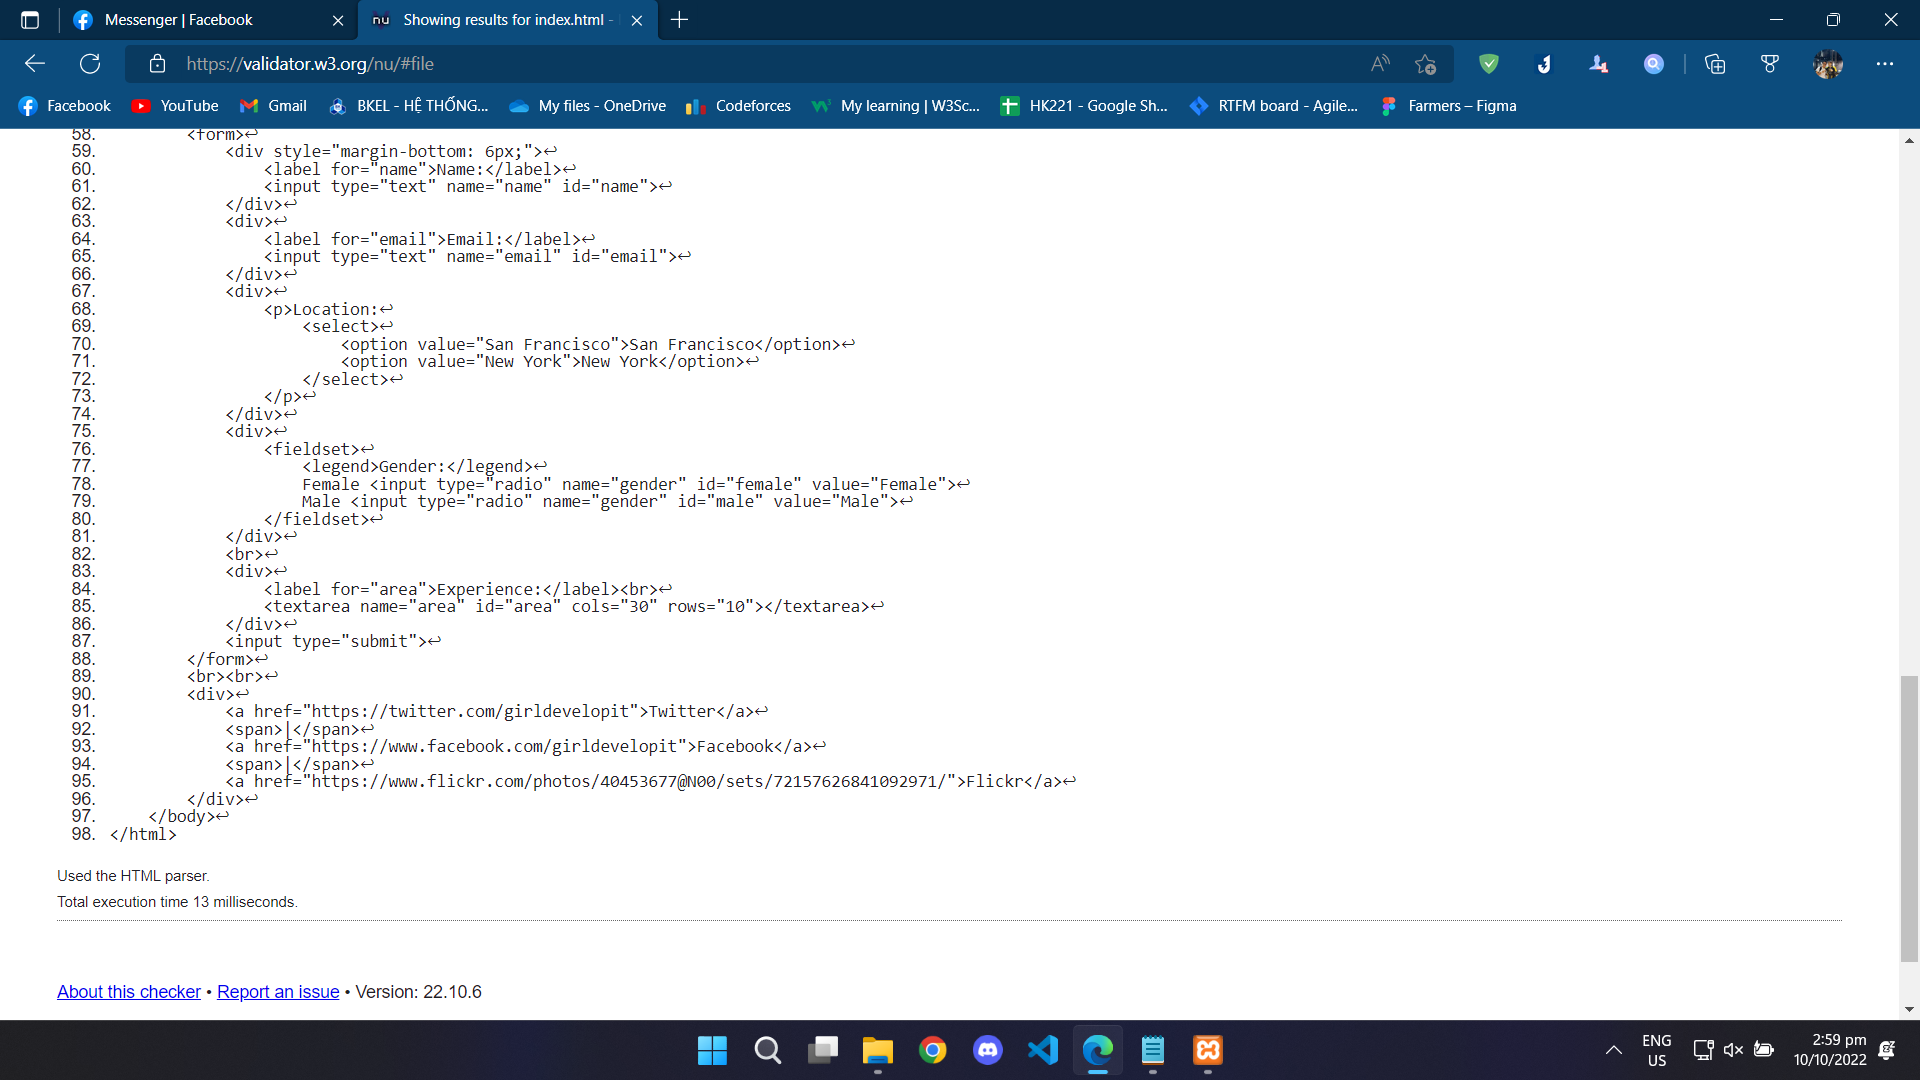 Messenger | Facebook
nu Showing results for index.html -
https://validator.w3.org/nu/#file
Facebook YouTube Gmail BKEL - HỆ THỐNG... My files - OneDrive Codeforces My learning | W3Sc... HK221 - Google Sh... RTFM board - Agile... Farmers – Figma
58. <form>↩
59. <div style="margin-bottom: 6px;">↩
60. <label for="name">Name:</label>↩
61. <input type="text" name="name" id="name">↩
62. </div>↩
63. <div>↩
64. <label for="email">Email:</label>↩
65. <input type="text" name="email" id="email">↩
66. </div>↩
67. <div>↩
68. <p>Location:↩
69. <select>↩
70. <option value="San Francisco">San Francisco</option>↩
71. <option value="New York">New York</option>↩
72. </select>↩
73. </p>↩
74. </div>↩
75. <div>↩
76. <fieldset>↩
77. <legend>Gender:</legend>↩
78. Female <input type="radio" name="gender" id="female" value="Female">↩
79. Male <input type="radio" name="gender" id="male" value="Male">↩
80. </fieldset>↩
81. </div>↩
82. <br>↩
83. <div>↩
84. <label for="area">Experience:</label><br>↩
85. <textarea name="area" id="area" cols="30" rows="10"></textarea>↩
86. </div>↩
87. <input type="submit">↩
88. </form>↩
89. <br><br>↩
90. <div>↩
91. <a href="https://twitter.com/girldevelopit">Twitter</a>↩
92. <span>|</span>↩
93. <a href="https://www.facebook.com/girldevelopit">Facebook</a>↩
94. <span>|</span>↩
95. <a href="https://www.flickr.com/photos/40453677@N00/sets/72157626841092971/">Flickr</a>↩
96. </div>↩
97. </body>↩
98. </html>
Used the HTML parser.
Total execution time 13 milliseconds.
About this checker • Report an issue • Version: 22.10.6
ENG
US
2:59 pm
10/10/2022